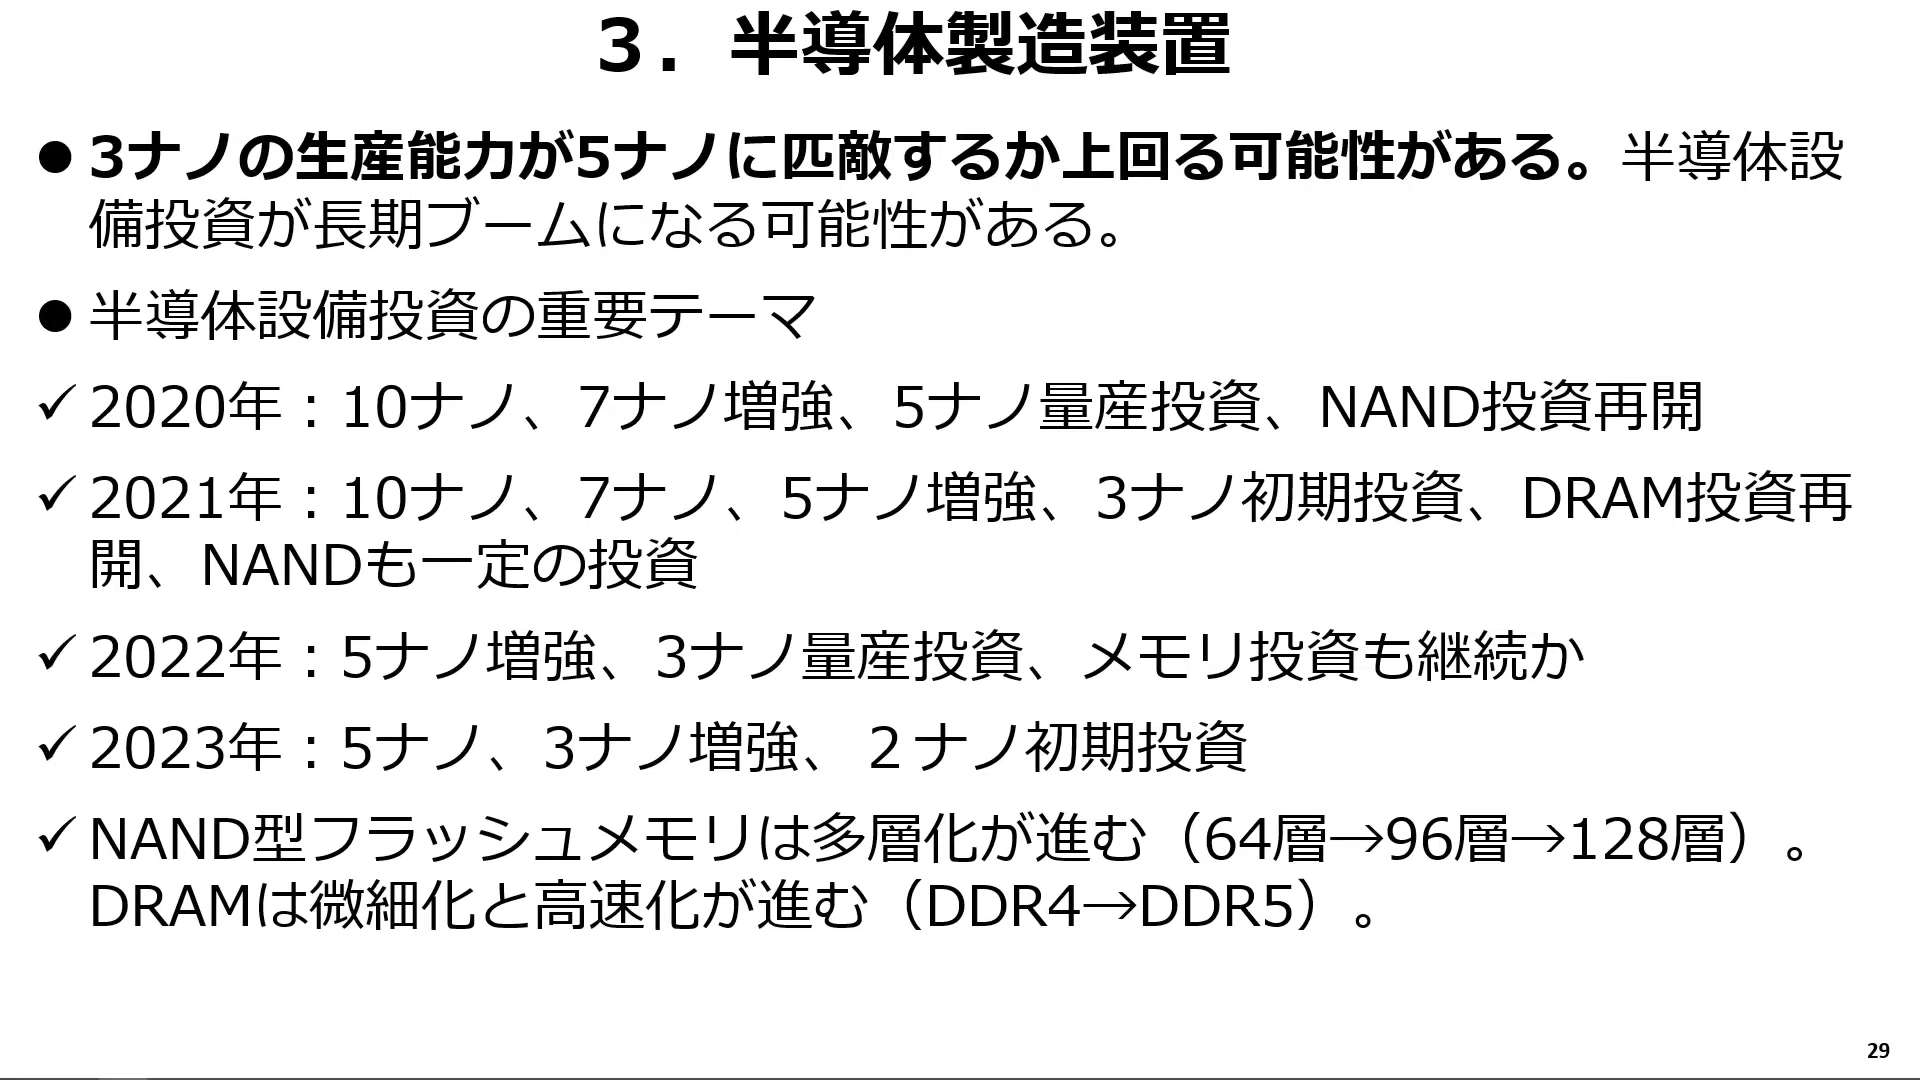 ３．半導体製造装置
● 3ナノの生産能力が5ナノに匹敵するか上回る可能性がある。半導体設
備投資が長期ブームになる可能性がある。
● 半導体設備投資の重要テーマ
✓ 2020年：10ナノ、7ナノ増強、5ナノ量産投資、NAND投資再開
✓ 2021年：10ナノ、7ナノ、5ナノ増強、3ナノ初期投資、DRAM投資再
開、NANDも一定の投資
✓ 2022年：5ナノ増強、3ナノ量産投資、メモリ投資も継続か
✓ 2023年：5ナノ、3ナノ増強、２ナノ初期投資
✓ NAND型フラッシュメモリは多層化が進む（64層→96層→128層）。
DRAMは微細化と高速化が進む（DDR4→DDR5）。
29